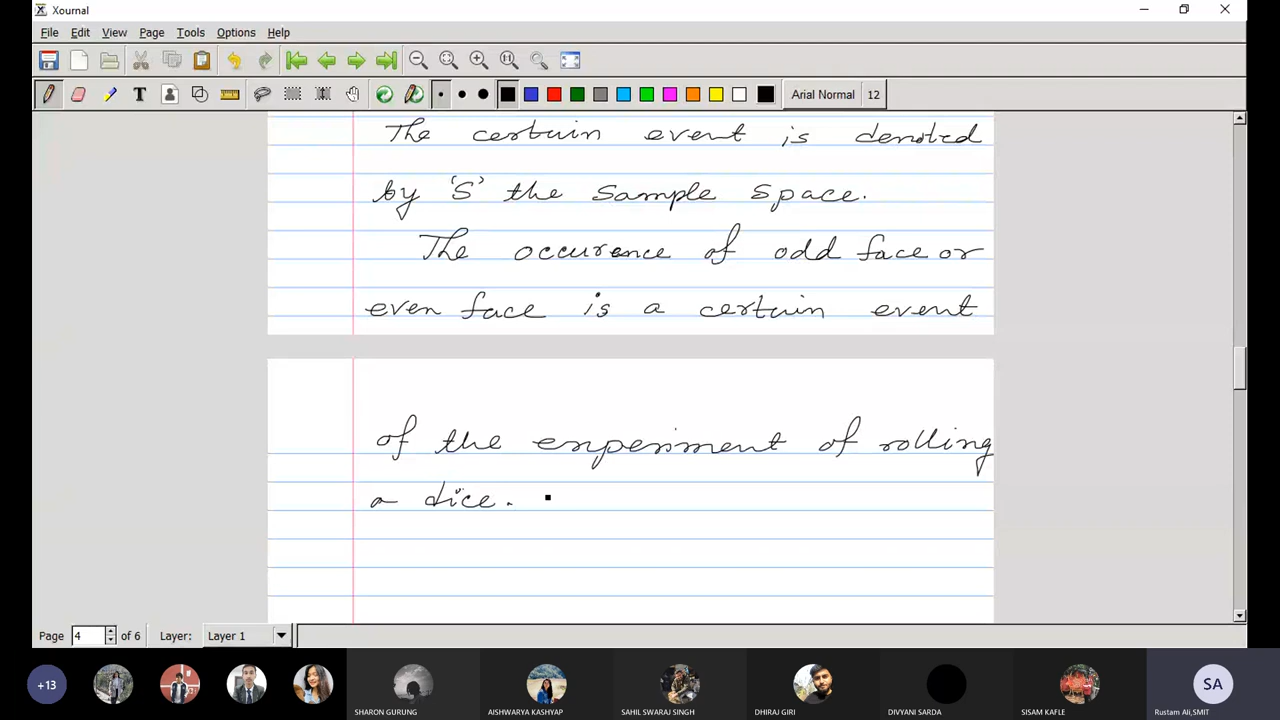 Xournal
File Edit View Page Tools Options Help
Arial Normal 12
The certain event is denoted
by 'S' the sample space.
The occurence of odd face or
even face is a certain event
of the experiment of rolling
a dice.
Page 4 of 6 Layer: Layer 1
+13 SA
SHARON GURUNG AISHWARYA KASHYAP SAHIL SWARAJ SINGH DHIRAJ GIRI DIVYANI SARDA SISAM KAFLE Rustam Ali,SMIT